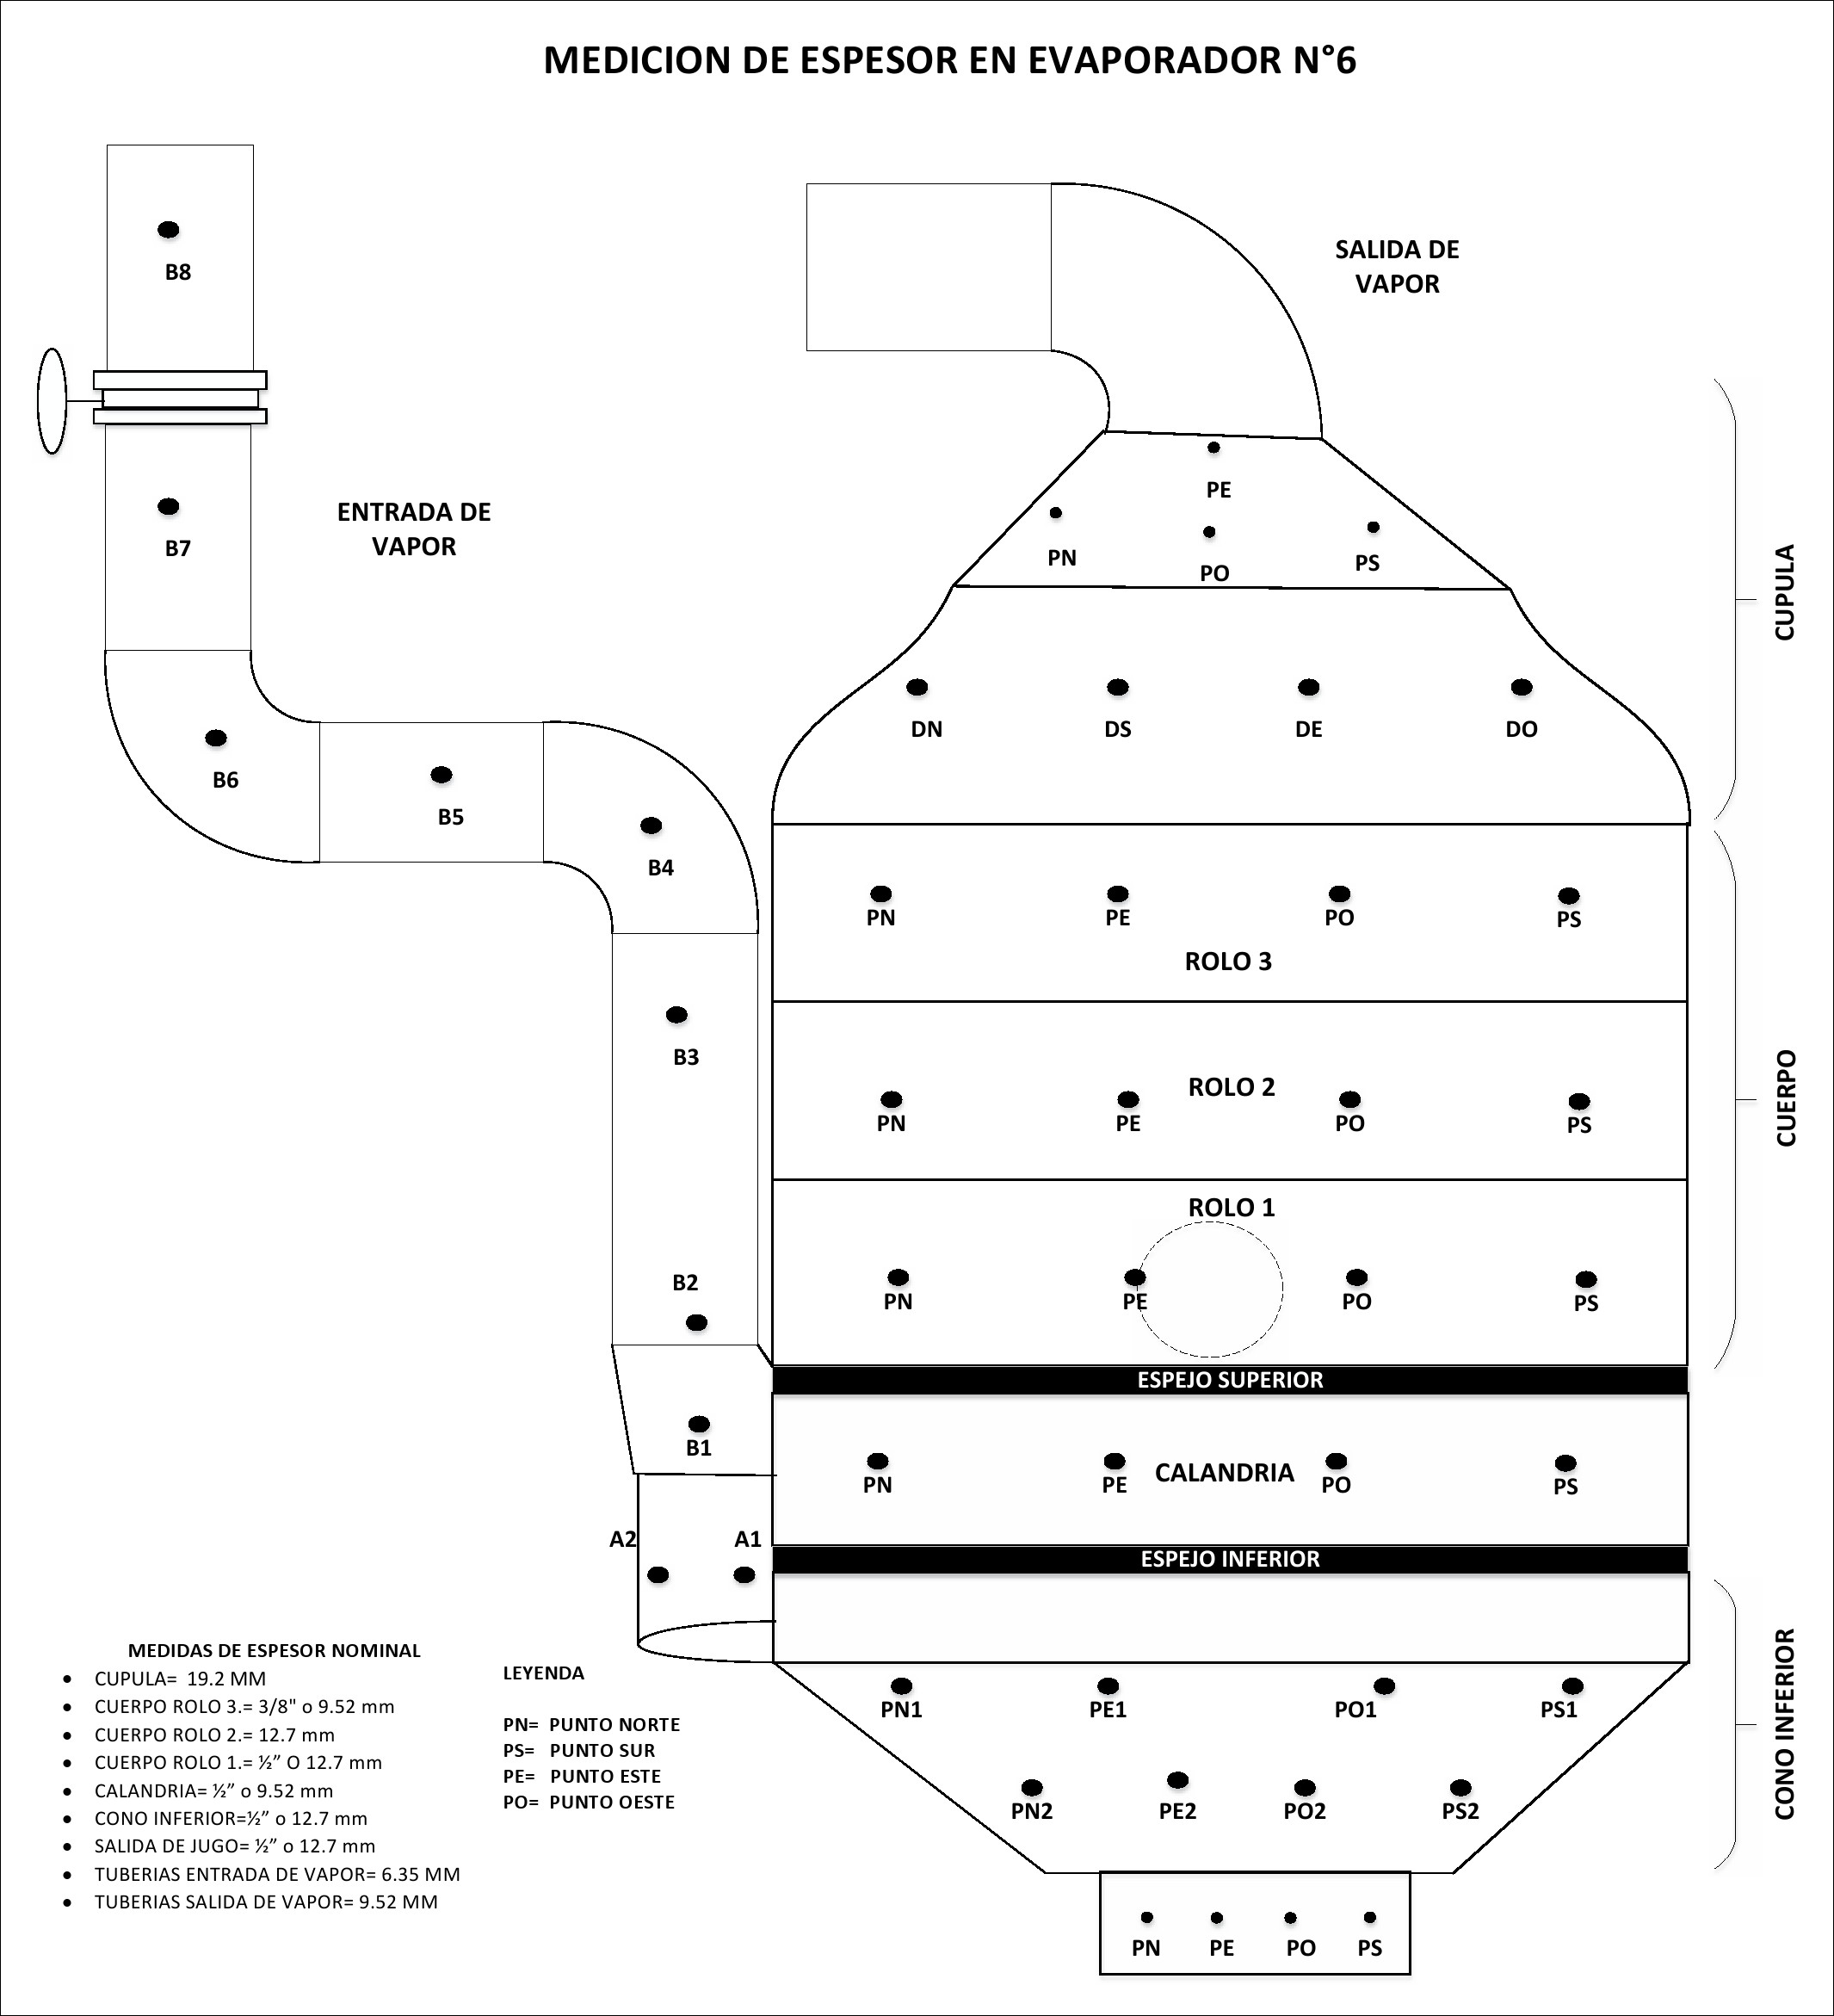 MEDICION DE ESPESOR EN EVAPORADOR N°6
B8
SALIDA DE
VAPOR
ENTRADA DE
VAPOR
B7
PE
PN
PO
PS
CUPULA
DN
DS
DE
DO
B6
B5
B4
PN
PE
PO
PS
ROLO 3
B3
ROLO 2
PN
PE
PO
PS
CUERPO
ROLO 1
B2
PN
PE
PO
PS
ESPEJO SUPERIOR
B1
PN
PE
CALANDRIA
PO
PS
A2
A1
ESPEJO INFERIOR
PN1
PE1
PO1
PS1
PN2
PE2
PO2
PS2
CONO INFERIOR
PN
PE
PO
PS
MEDIDAS DE ESPESOR NOMINAL
• CUPULA= 19.2 MM
• CUERPO ROLO 3.= 3/8" o 9.52 mm
• CUERPO ROLO 2.= 12.7 mm
• CUERPO ROLO 1.= ½” O 12.7 mm
• CALANDRIA= ½” o 9.52 mm
• CONO INFERIOR=½” o 12.7 mm
• SALIDA DE JUGO= ½” o 12.7 mm
• TUBERIAS ENTRADA DE VAPOR= 6.35 MM
• TUBERIAS SALIDA DE VAPOR= 9.52 MM
LEYENDA
PN= PUNTO NORTE
PS= PUNTO SUR
PE= PUNTO ESTE
PO= PUNTO OESTE